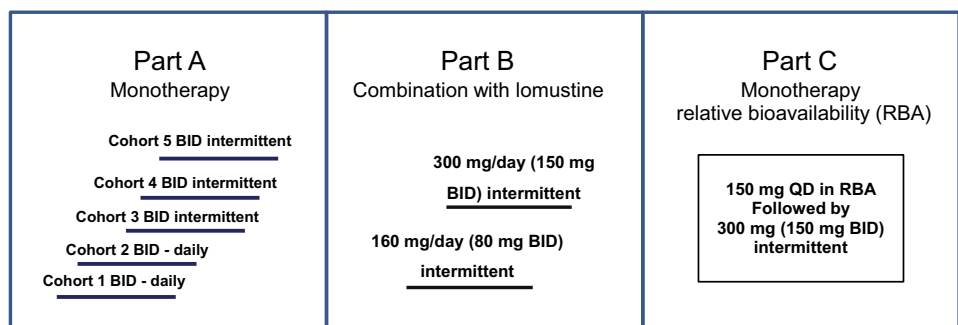 Part A
Monotherapy
Cohort 5 BID intermittent
Cohort 4 BID intermittent
Cohort 3 BID intermittent
Cohort 2 BID - daily
Cohort 1 BID - daily
Part B
Combination with lomustine
300 mg/day (150 mg
BID) intermittent
160 mg/day (80 mg BID)
intermittent
Part C
Monotherapy
relative bioavailability (RBA)
150 mg QD in RBA
Followed by
300 mg (150 mg BID)
intermittent